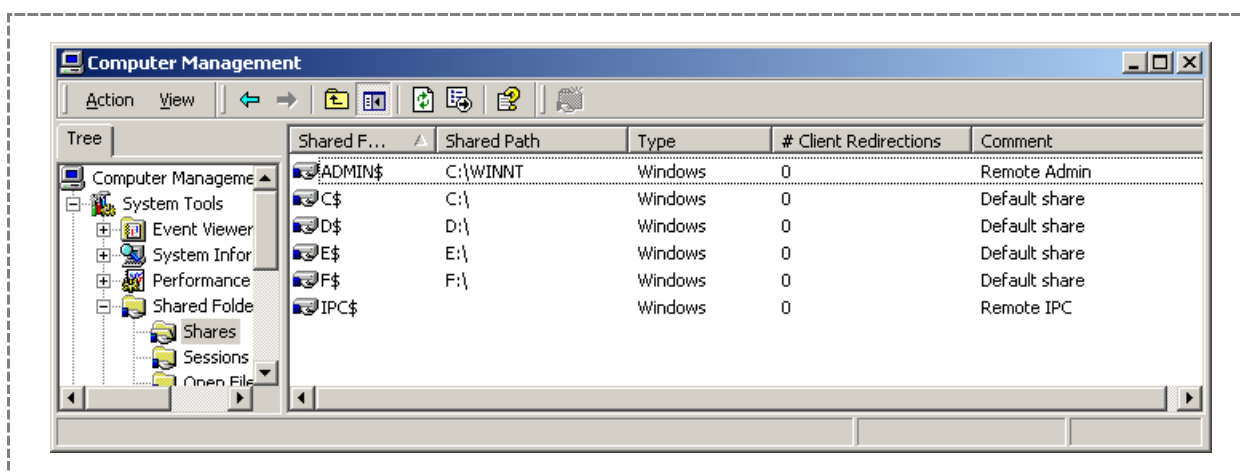 Computer Management
Action View
Tree
Shared F... Shared Path Type # Client Redirections Comment
Computer Manageme
System Tools
Event Viewer
System Infor
Performance
Shared Folde
Shares
Sessions
Open File
ADMIN$ C:\WINNT Windows 0 Remote Admin
C$ C:\ Windows 0 Default share
D$ D:\ Windows 0 Default share
E$ E:\ Windows 0 Default share
F$ F:\ Windows 0 Default share
IPC$ Windows 0 Remote IPC